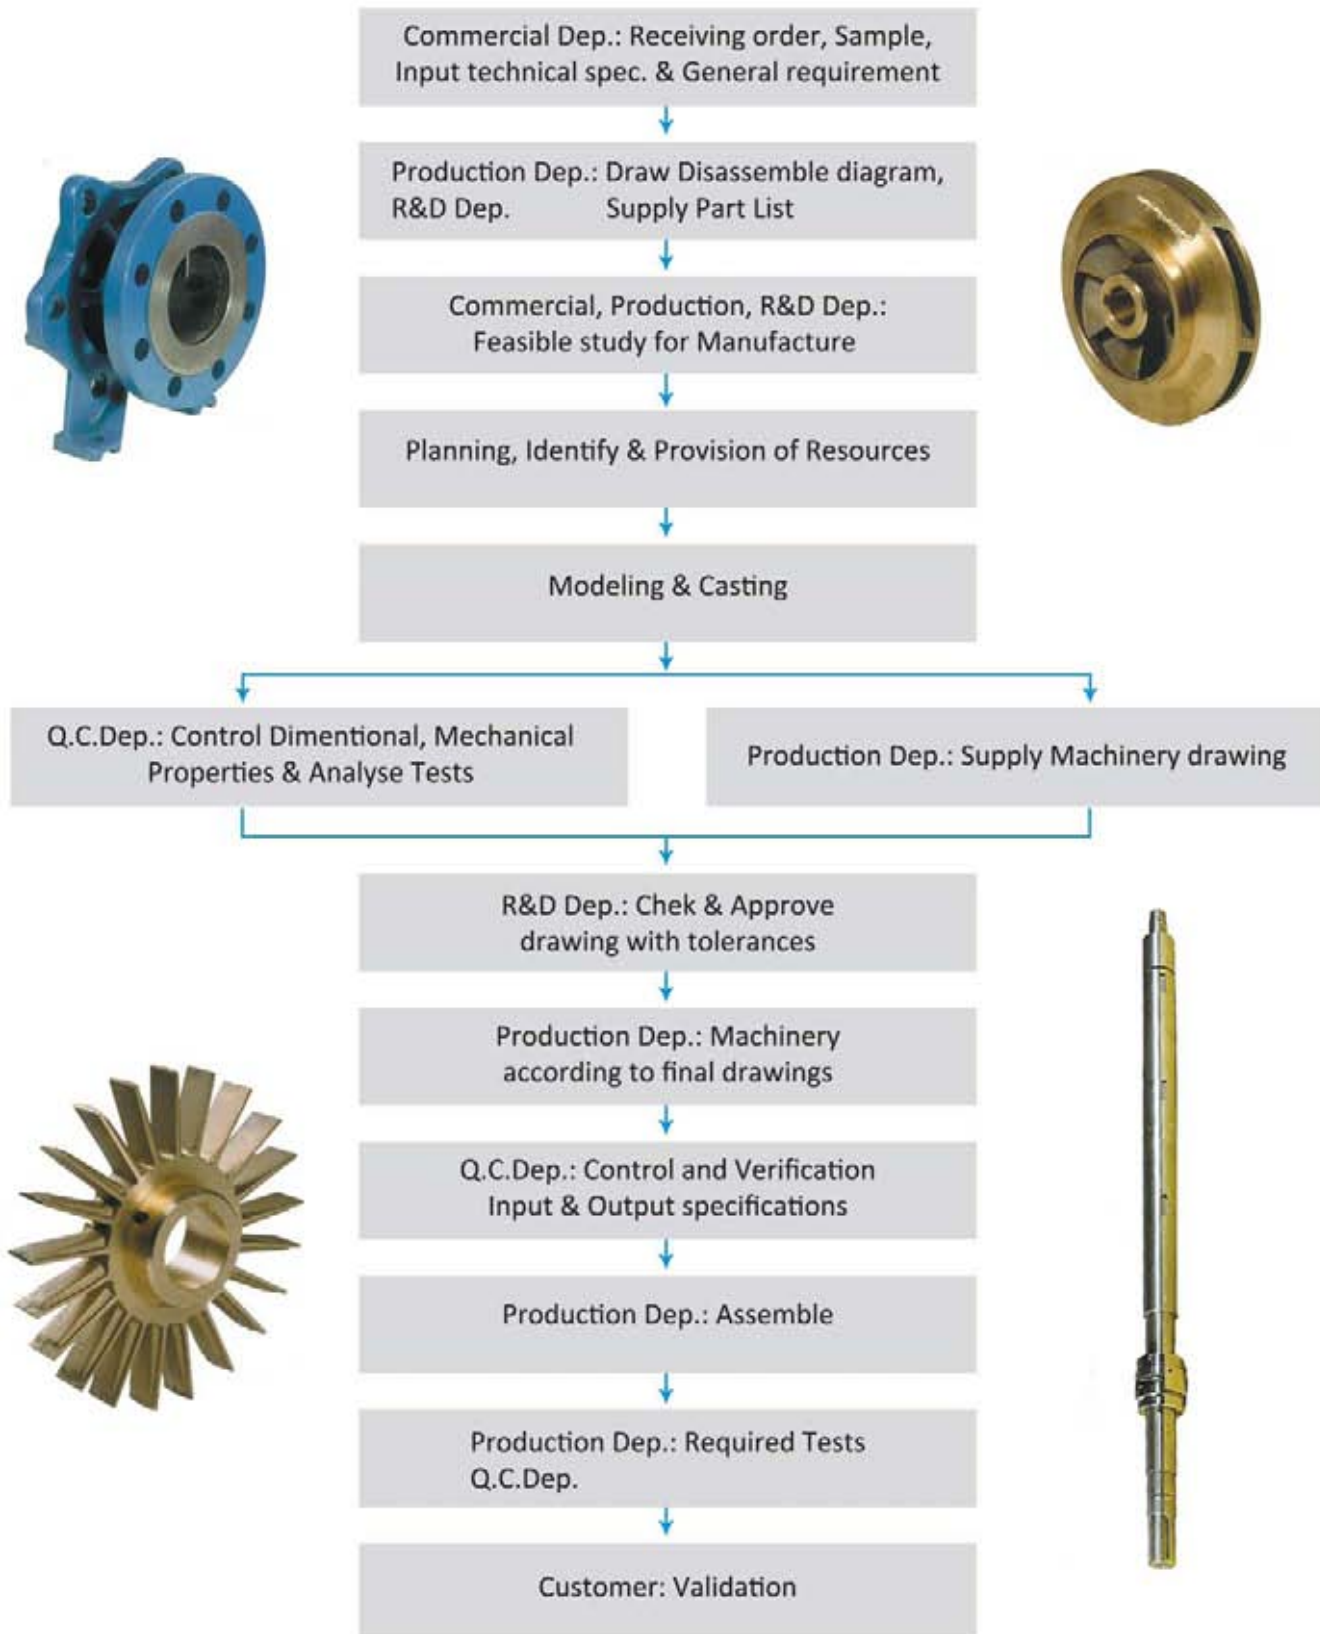 Commercial Dep.: Receiving order, Sample,
Input technical spec. & General requirement
Production Dep.: Draw Disassemble diagram,
R&D Dep. Supply Part List
Commercial, Production, R&D Dep.:
Feasible study for Manufacture
Planning, Identify & Provision of Resources
Modeling & Casting
Q.C.Dep.: Control Dimentional, Mechanical
Properties & Analyse Tests
Production Dep.: Supply Machinery drawing
R&D Dep.: Chek & Approve
drawing with tolerances
Production Dep.: Machinery
according to final drawings
Q.C.Dep.: Control and Verification
Input & Output specifications
Production Dep.: Assemble
Production Dep.: Required Tests
Q.C.Dep.
Customer: Validation